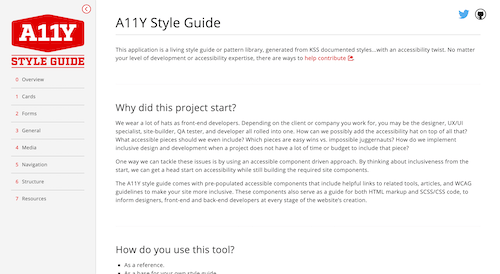 A11Y
STYLE GUIDE
0 Overview
1 Cards
2 Forms
3 General
4 Media
5 Navigation
6 Structure
7 Resources
A11Y Style Guide
This application is a living style guide or pattern library, generated from KSS documented styles...with an accessibility twist. No matter
your level of development or accessibility expertise, there are ways to help contribute
Why did this project start?
We wear a lot of hats as front-end developers. Depending on the client or company you work for, you may be the designer, UX/UI
specialist, site-builder, QA tester, and developer all rolled into one. How can we possibly add the accessibility hat on top of all that?
What accessible pieces should we even include? Which pieces are easy wins vs. impossible juggernauts? How do we implement
inclusive design and development when a project does not have a lot of time or budget to include that piece?
One way we can tackle these issues is by using an accessible component driven approach. By thinking about inclusiveness from the
start, we can get a head start on accessibility while still building the required site components.
The A11Y style guide comes with pre-populated accessible components that include helpful links to related tools, articles, and WCAG
guidelines to make your site more inclusive. These components also serve as a guide for both HTML markup and SCSS/CSS code, to
inform designers, front-end and back-end developers at every stage of the website's creation.
How do you use this tool?
As a reference.
As a base for your own style guide.